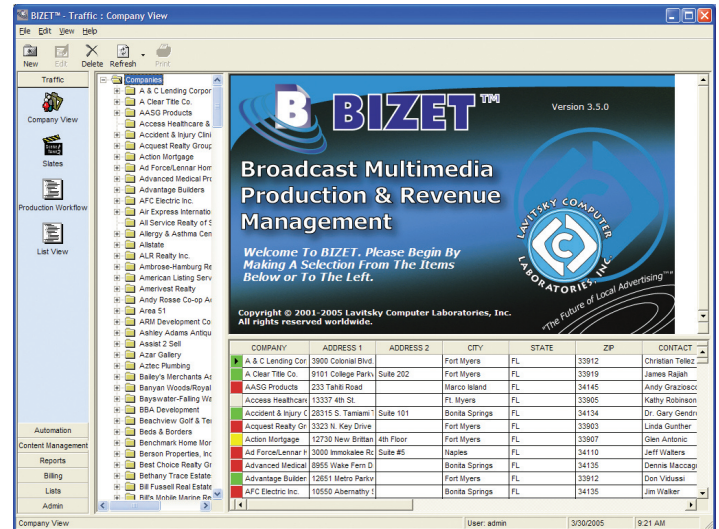 BIZET™ - Traffic : Company View
File Edit View Help
New Edit Delete Refresh Print
Traffic
Company View
Slates
Production Workflow
List View
Automation
Content Management
Reports
Billing
Lists
Admin
Companies
A & C Lending Corpor
A Clear Title Co.
AASG Products
Access Healthcare &
Accident & Injury Clini
Acquest Realty Group
Action Mortgage
Ad Force/Lennar Hom
Advanced Medical Pro
Advantage Builders
AFC Electric Inc.
Air Express Internatio
All Service Realty of S
Allergy & Asthma Cen
Allstate
ALR Realty Inc.
Ambrose-Hamburg Re
American Listing Serv
Amerivest Realty
Andy Rosse Co-op A
Area 51
ARM Development Co
Ashley Adams Antiqu
Assist 2 Sell
Azar Gallery
Aztec Plumbing
Bailey's Merchants As
Banyan Woods/Royal
Bayswater-Falling Wa
BBA Development
Beachview Golf & Te
Beds & Borders
Benchmark Home Mor
Berson Properties, Inc
Best Choice Realty Gr
Bethany Trace Estate
Bill Fussell Real Estate
Bill's Mobile Marine Re
B BIZET™
Version 3.5.0
Broadcast Multimedia
Production & Revenue
Management
Welcome To BIZET. Please Begin By
Making A Selection From The Items
Below or To The Left.
Copyright © 2001-2005 Lavitsky Computer Laboratories, Inc.
All rights reserved worldwide.
LAVITSKY COMPUTER
LABORATORIES, INC.
"The Future of Local Advertising"™
COMPANY ADDRESS 1 ADDRESS 2 CITY STATE ZIP CONTACT
A & C Lending Cor 3900 Colonial Blvd. Fort Myers FL 33912 Christian Tellez
A Clear Title Co. 9101 College Parkv Suite 202 Fort Myers FL 33919 James Rajah
AASG Products 233 Tahiti Road Marco Island FL 34145 Andy Graziosc
Access Healthcare 13337 4th St. Ft. Myers FL 33905 Kathy Robinson
Accident & Injury C 28315 S. Tamiami T Suite 101 Bonita Springs FL 34134 Dr. Gary Gendr
Acquest Realty Gr 3323 N. Key Drive Fort Myers FL 33903 Linda Gunther
Action Mortgage 12730 New Brittan 4th Floor Fort Myers FL 33907 Glen Antonic
Ad Force/Lennar H 3000 Immokalee Rc Suite #5 Naples FL 34110 Jeff Walters
Advanced Medical 8955 Wake Fern D Bonita Springs FL 34135 Dennis Maccag
Advantage Builder 12651 Metro Parkv Fort Myers FL 33912 Don Vidussi
AFC Electric Inc. 10550 Abernathy S Bonita Springs FL 34135 Jim Walker
Company View User: admin 3/30/2005 9:21 AM